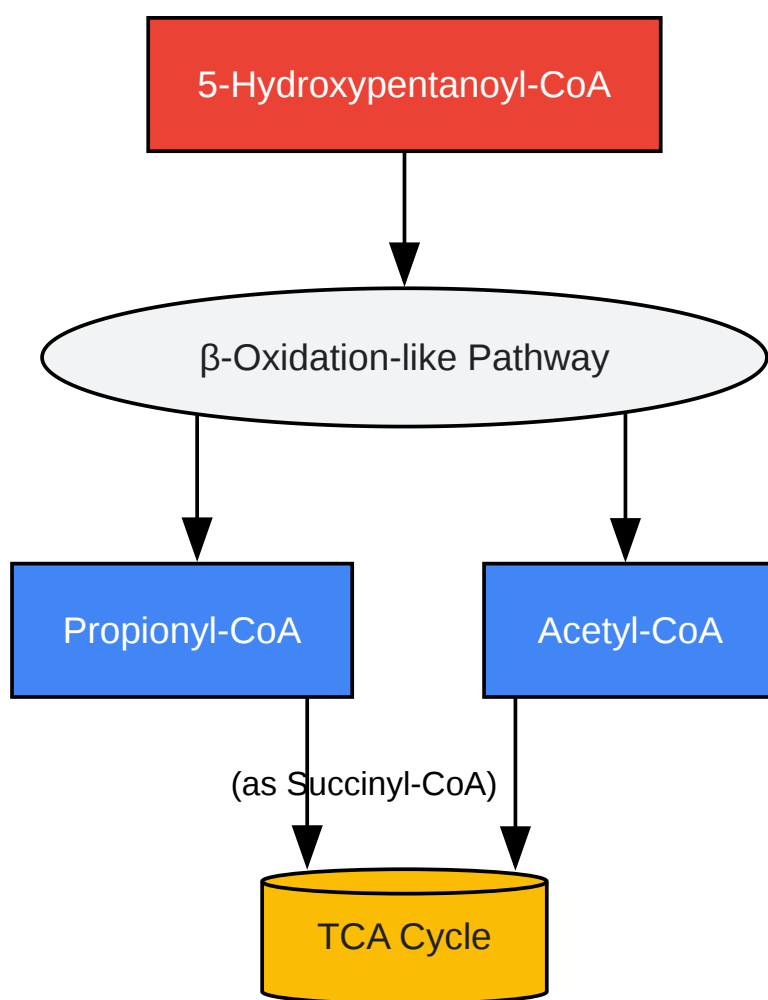 5-Hydroxypentanoyl-CoA
β-Oxidation-like Pathway
Propionyl-CoA
Acetyl-CoA
(as Succinyl-CoA)
TCA Cycle